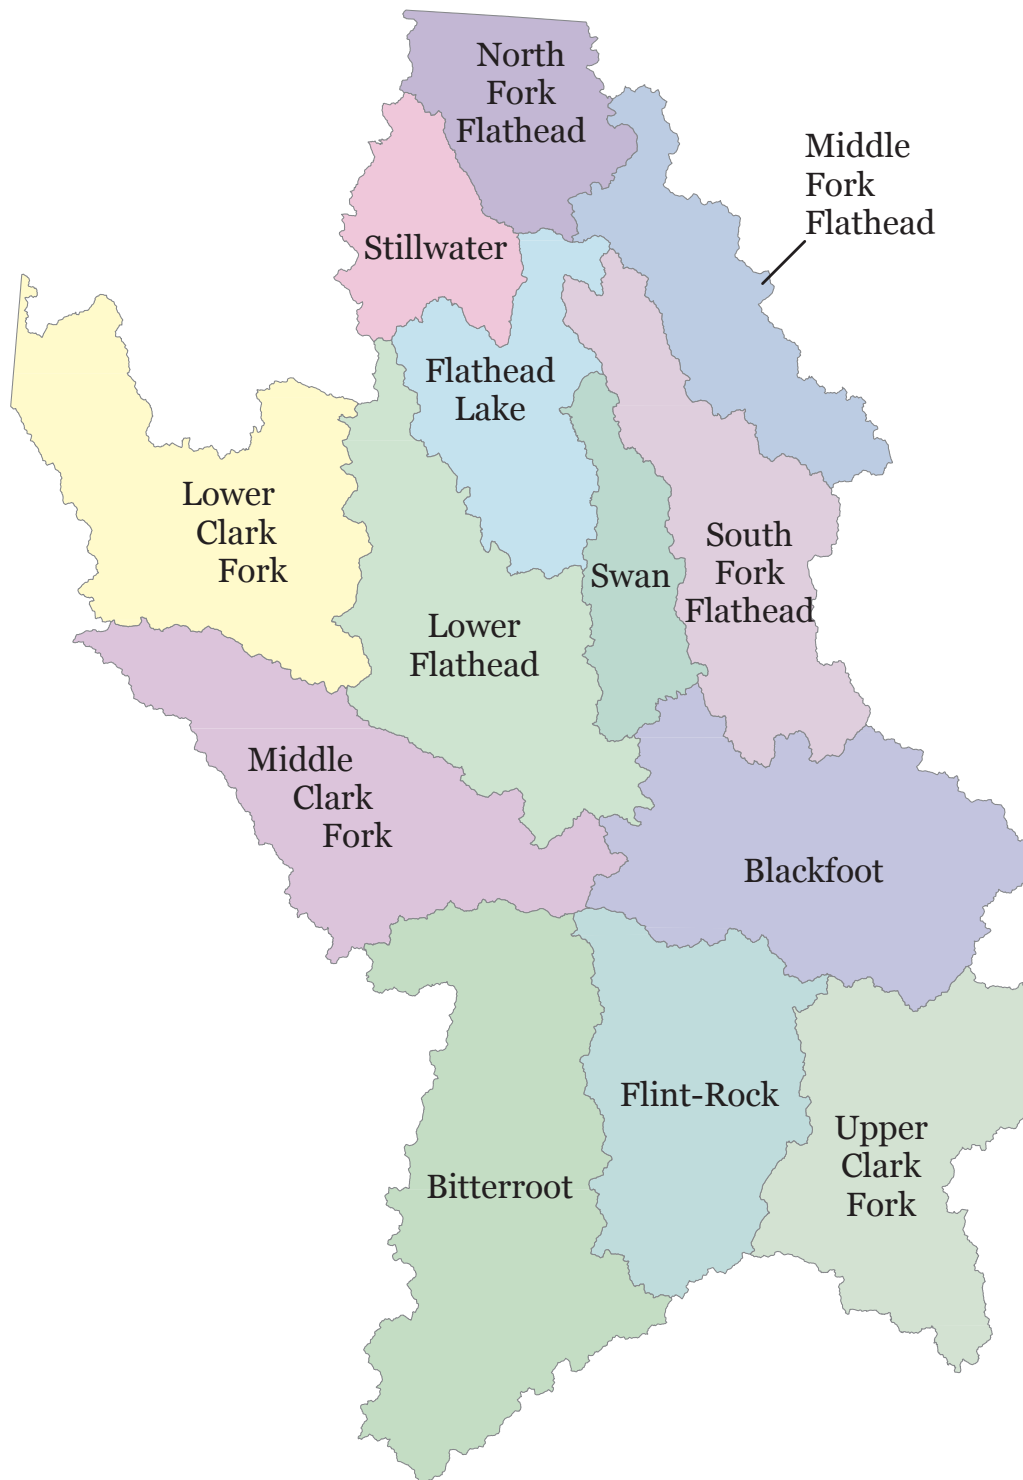 North
Fork
Flathead
Middle
Fork
Flathead
Stillwater
Flathead
Lake
Lower
Clark
Fork
South
Fork
Flathead
Swan
Lower
Flathead
Middle
Clark
Fork
Blackfoot
Flint-Rock
Upper
Clark
Fork
Bitterroot